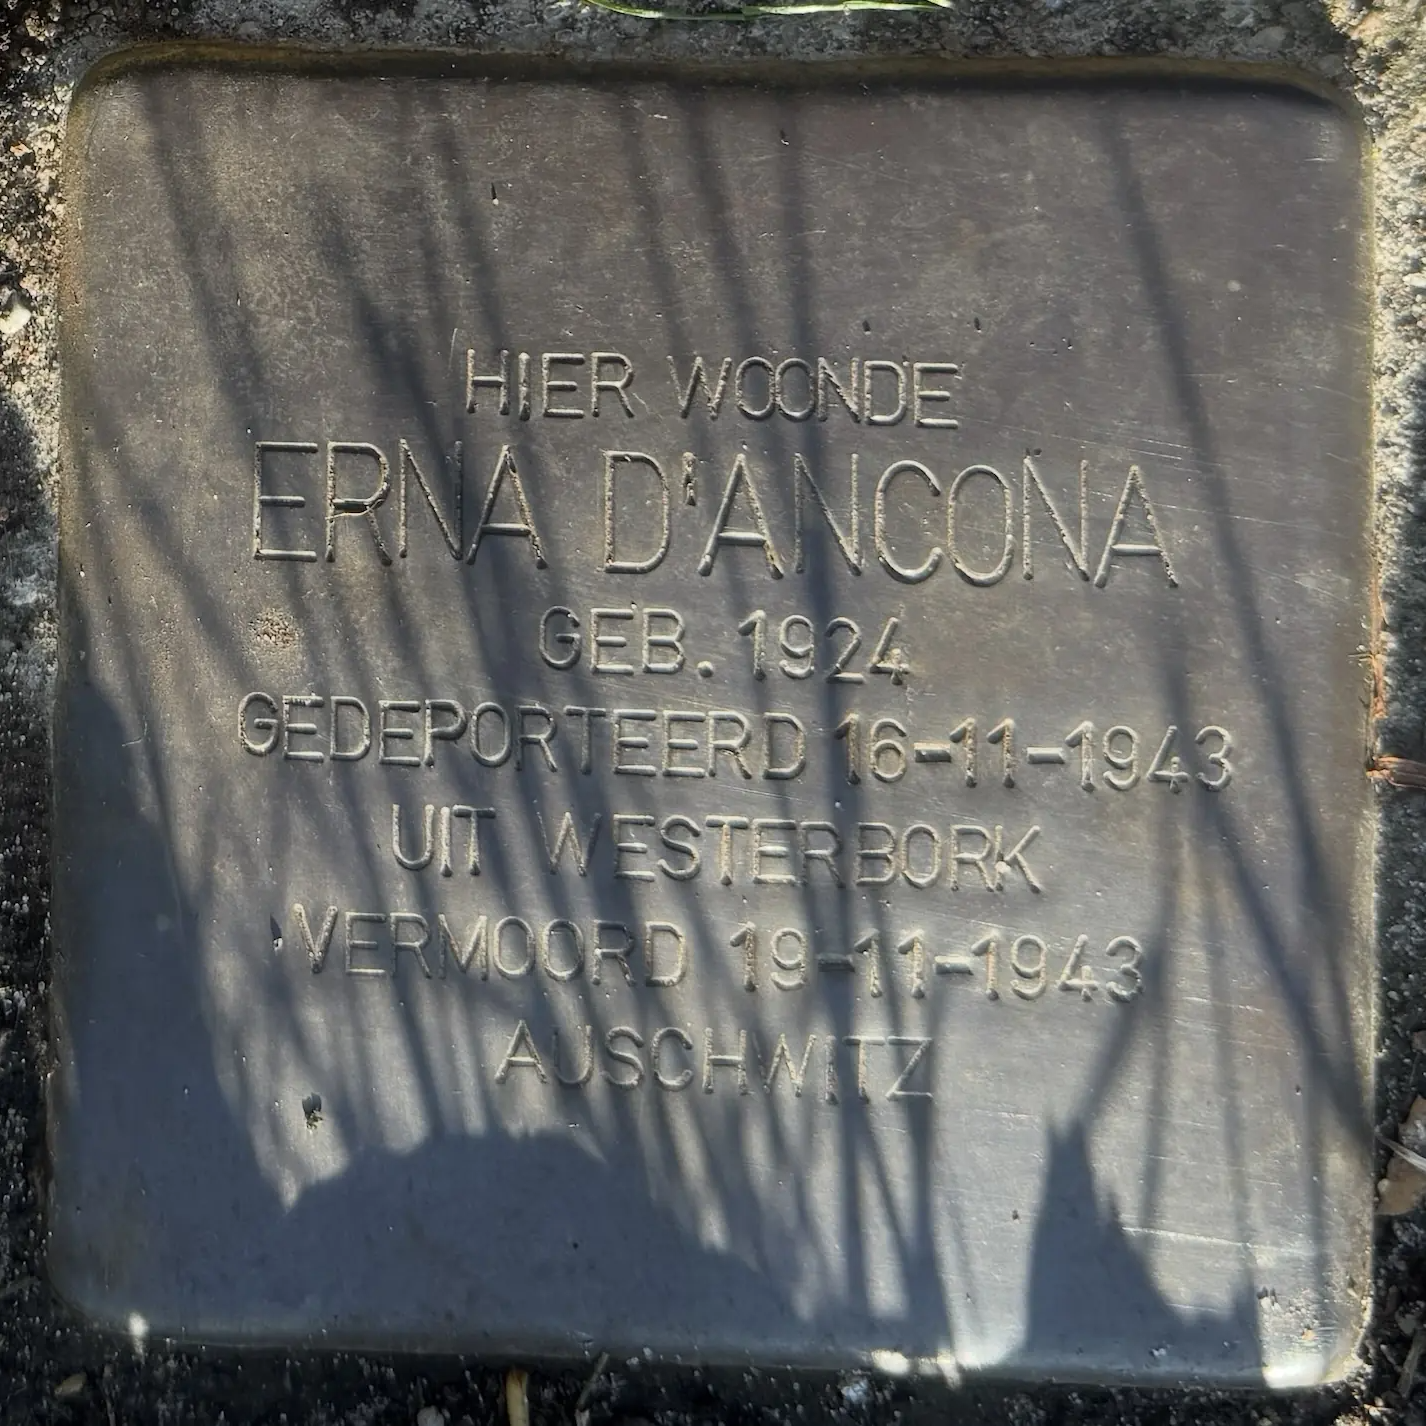 HIER WOONDE
ERNA D'ANCONA
GEB. 1924
GEDEPORTEERD 16-11-1943
UIT WESTERBORK
VERMOORD 19-11-1943
AUSCHWITZ